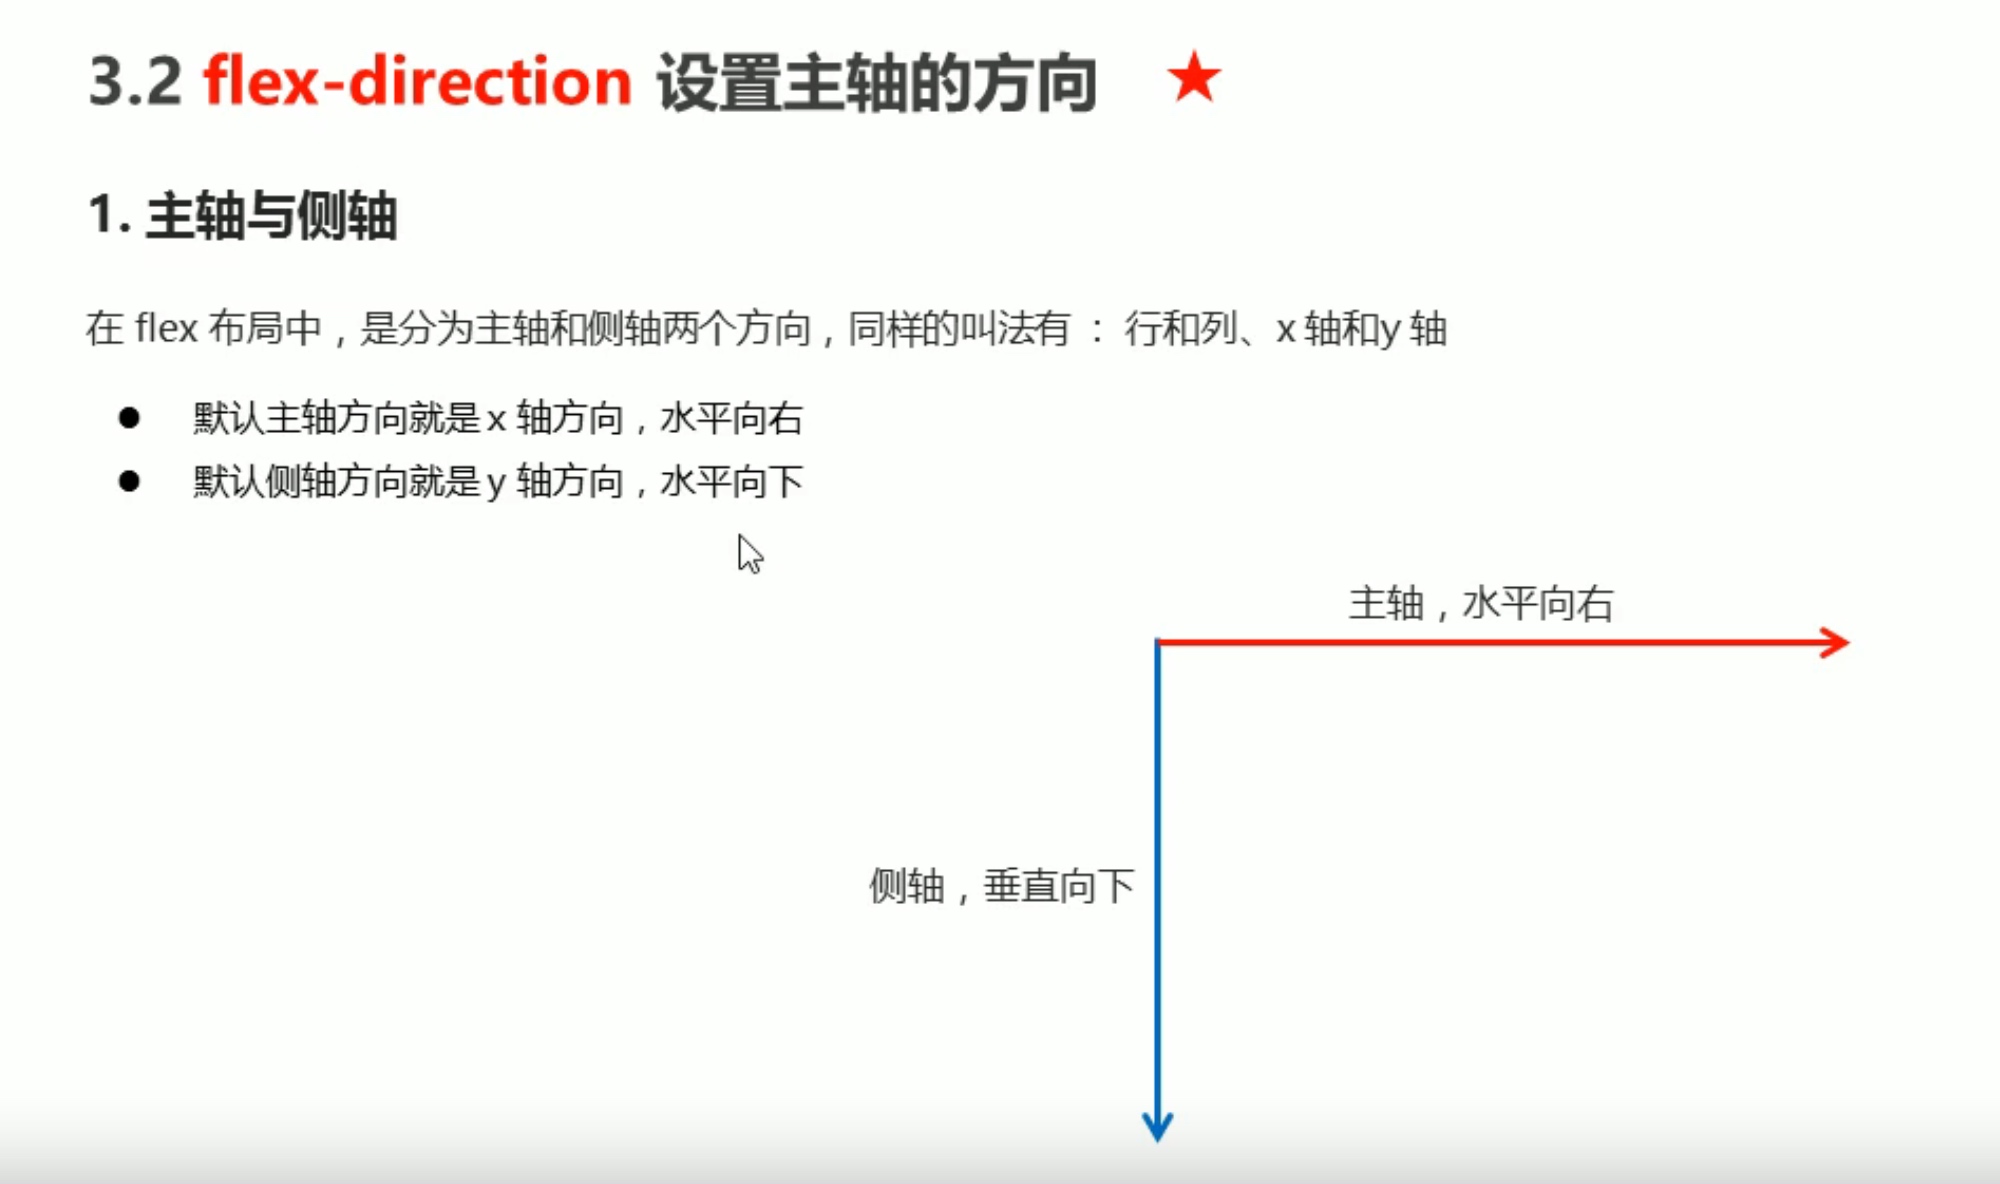 3.2 flex-direction 设置主轴的方向 ★
1. 主轴与侧轴
在 flex 布局中，是分为主轴和侧轴两个方向，同样的叫法有 ： 行和列、x 轴和y 轴
● 默认主轴方向就是 x 轴方向，水平向右
● 默认侧轴方向就是 y 轴方向，水平向下
主轴，水平向右
侧轴，垂直向下